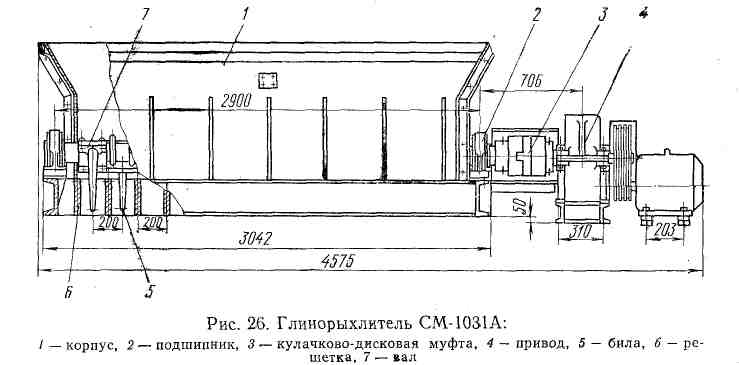 7 1 2 3 4
706
2900
200 200
50
310 203
3042
4575
6 5
Рис. 26. Глинорыхлитель СМ-1031А:
1 — корпус, 2 — подшипник, 3 — кулачково-дисковая муфта, 4 — привод, 5 — била, 6 — ре-
шетка, 7 — вал